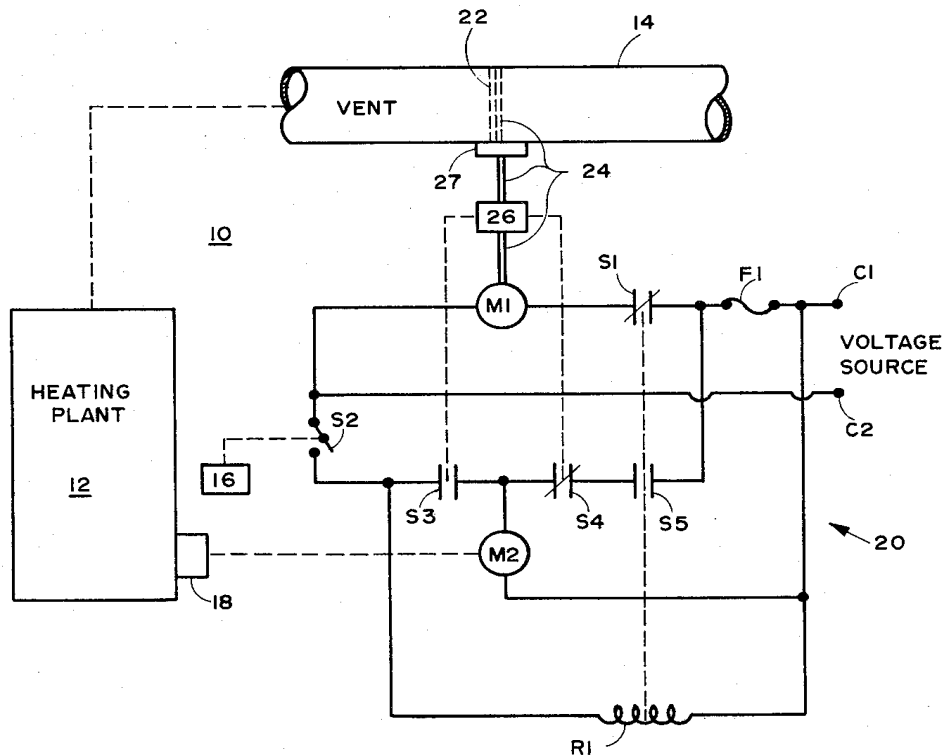 22
14
VENT
27
24
26
10
S1
F1
C1
M1
VOLTAGE
SOURCE
HEATING
PLANT
S2
C2
12
16
S3
S4
S5
M2
20
18
R1